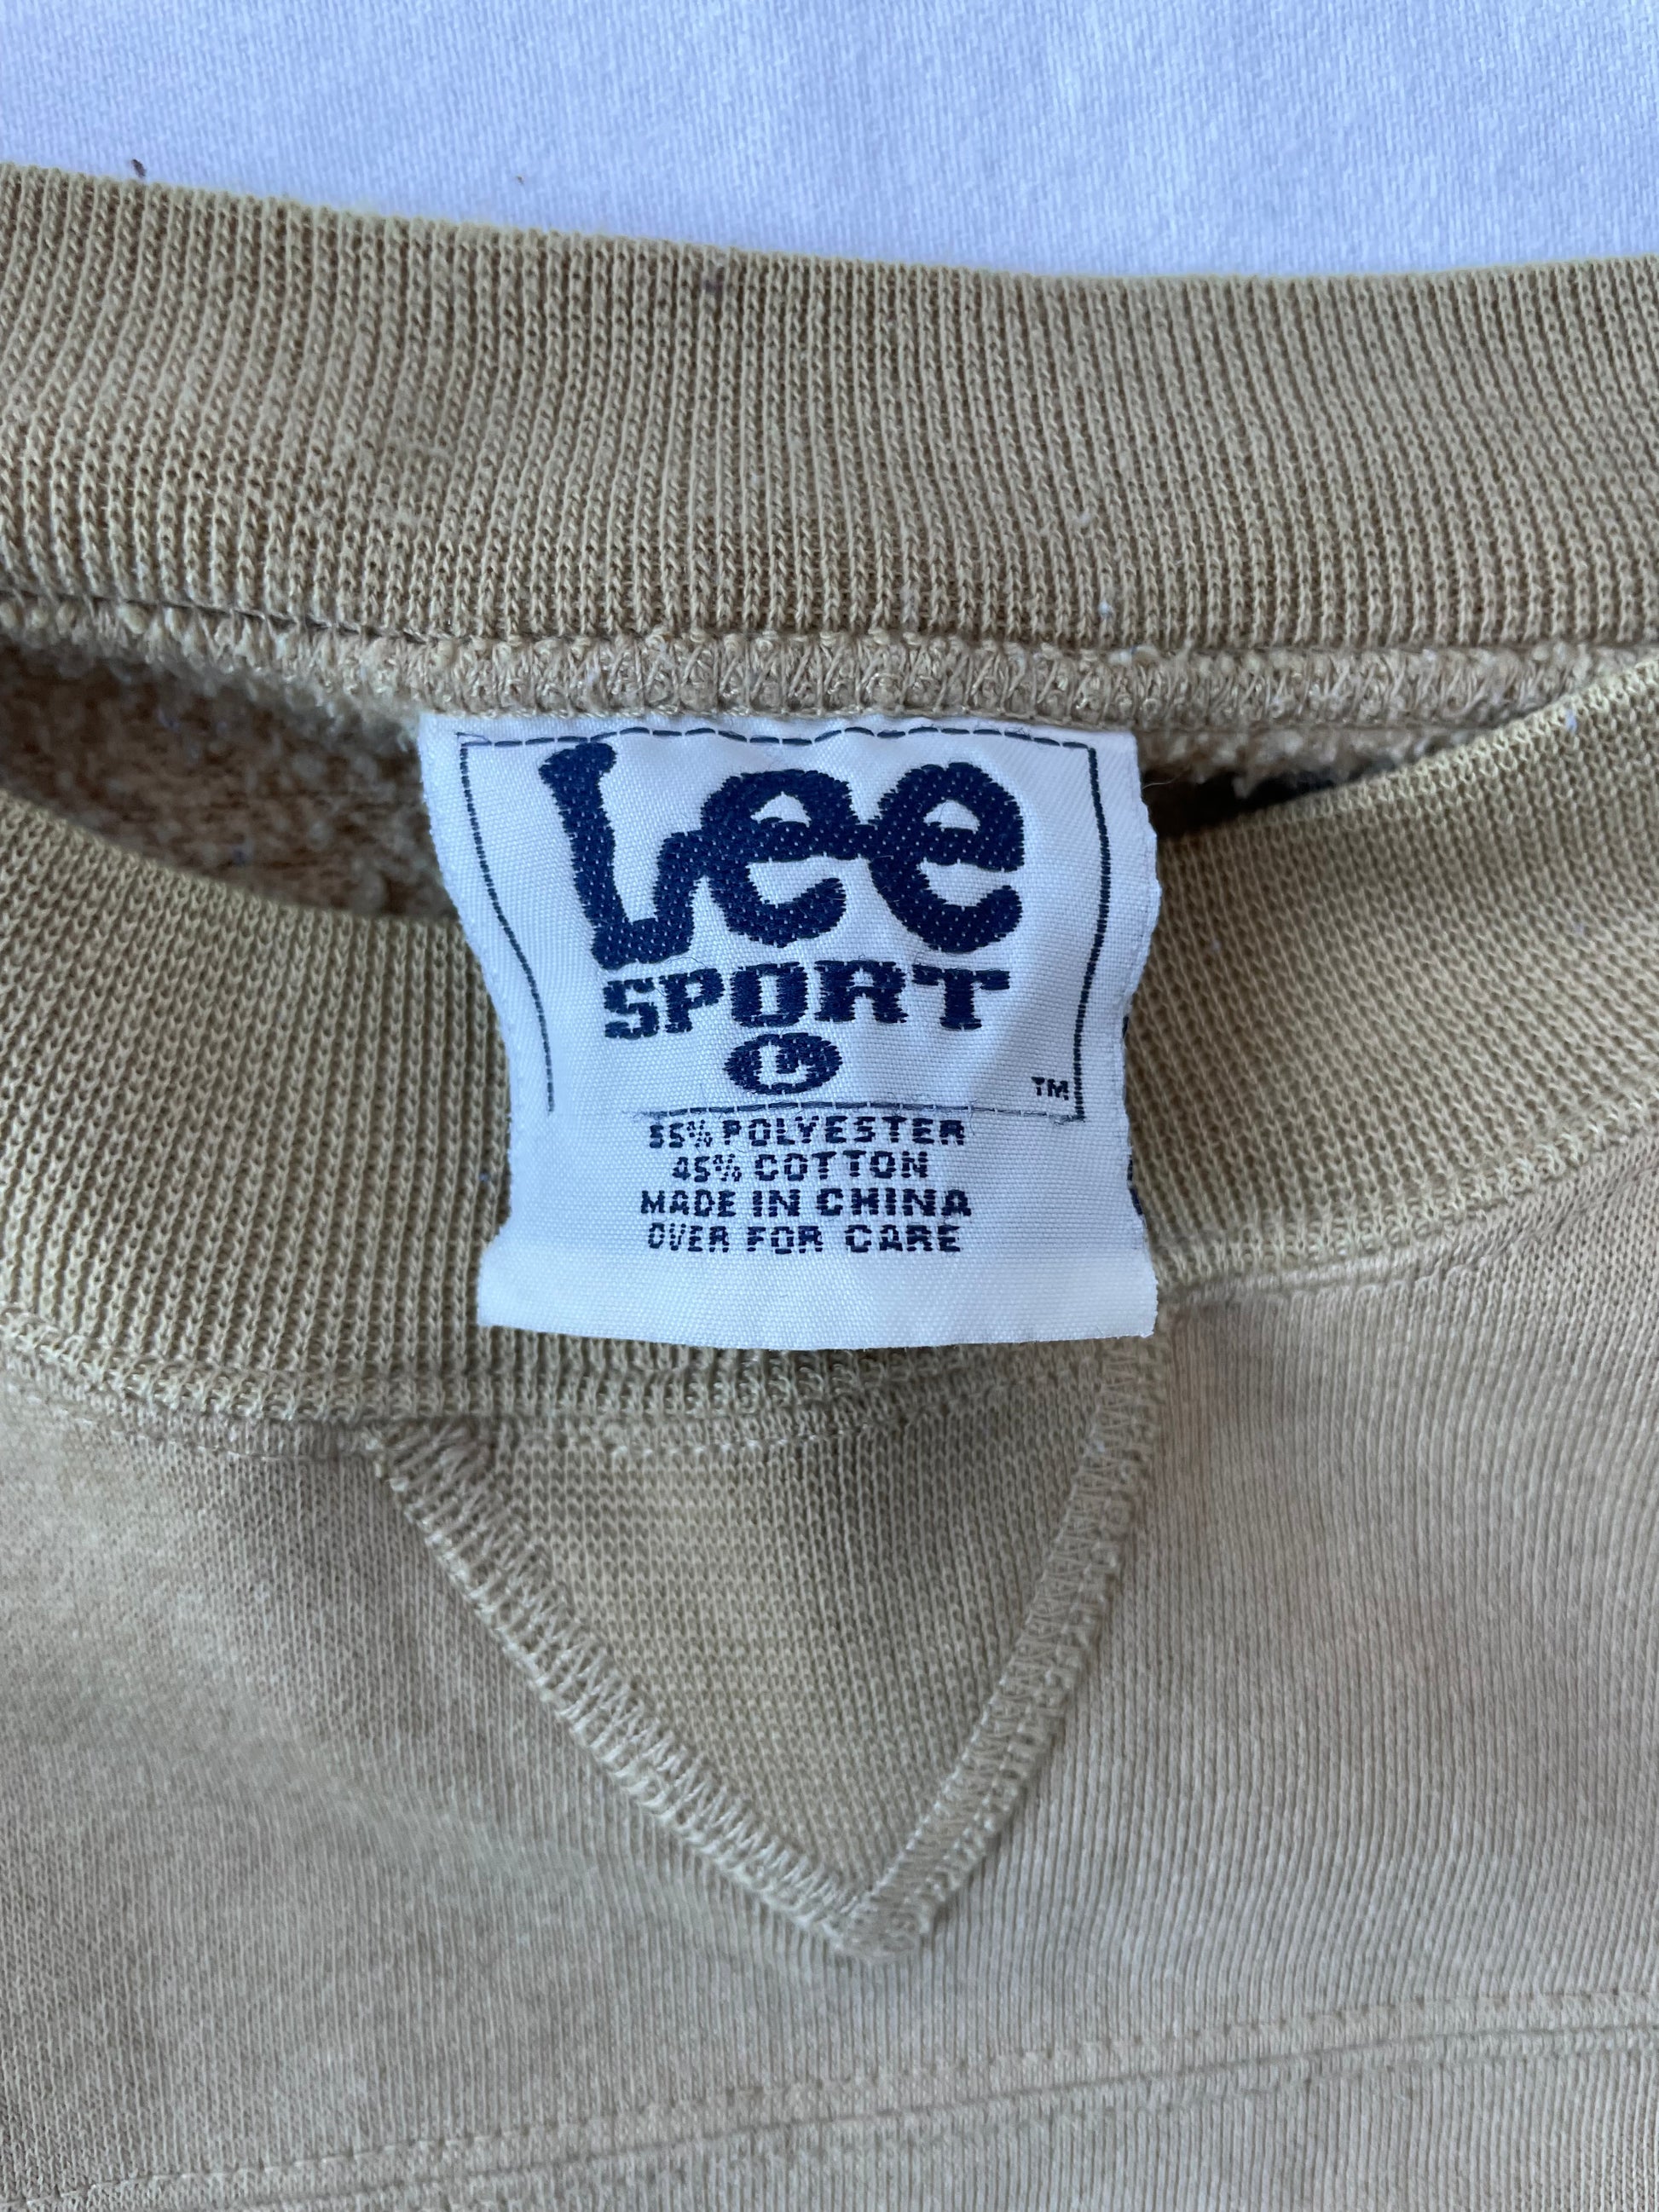 Lee
SPORT
L
TM
55% POLYESTER
45% COTTON
MADE IN CHINA
OVER FOR CARE